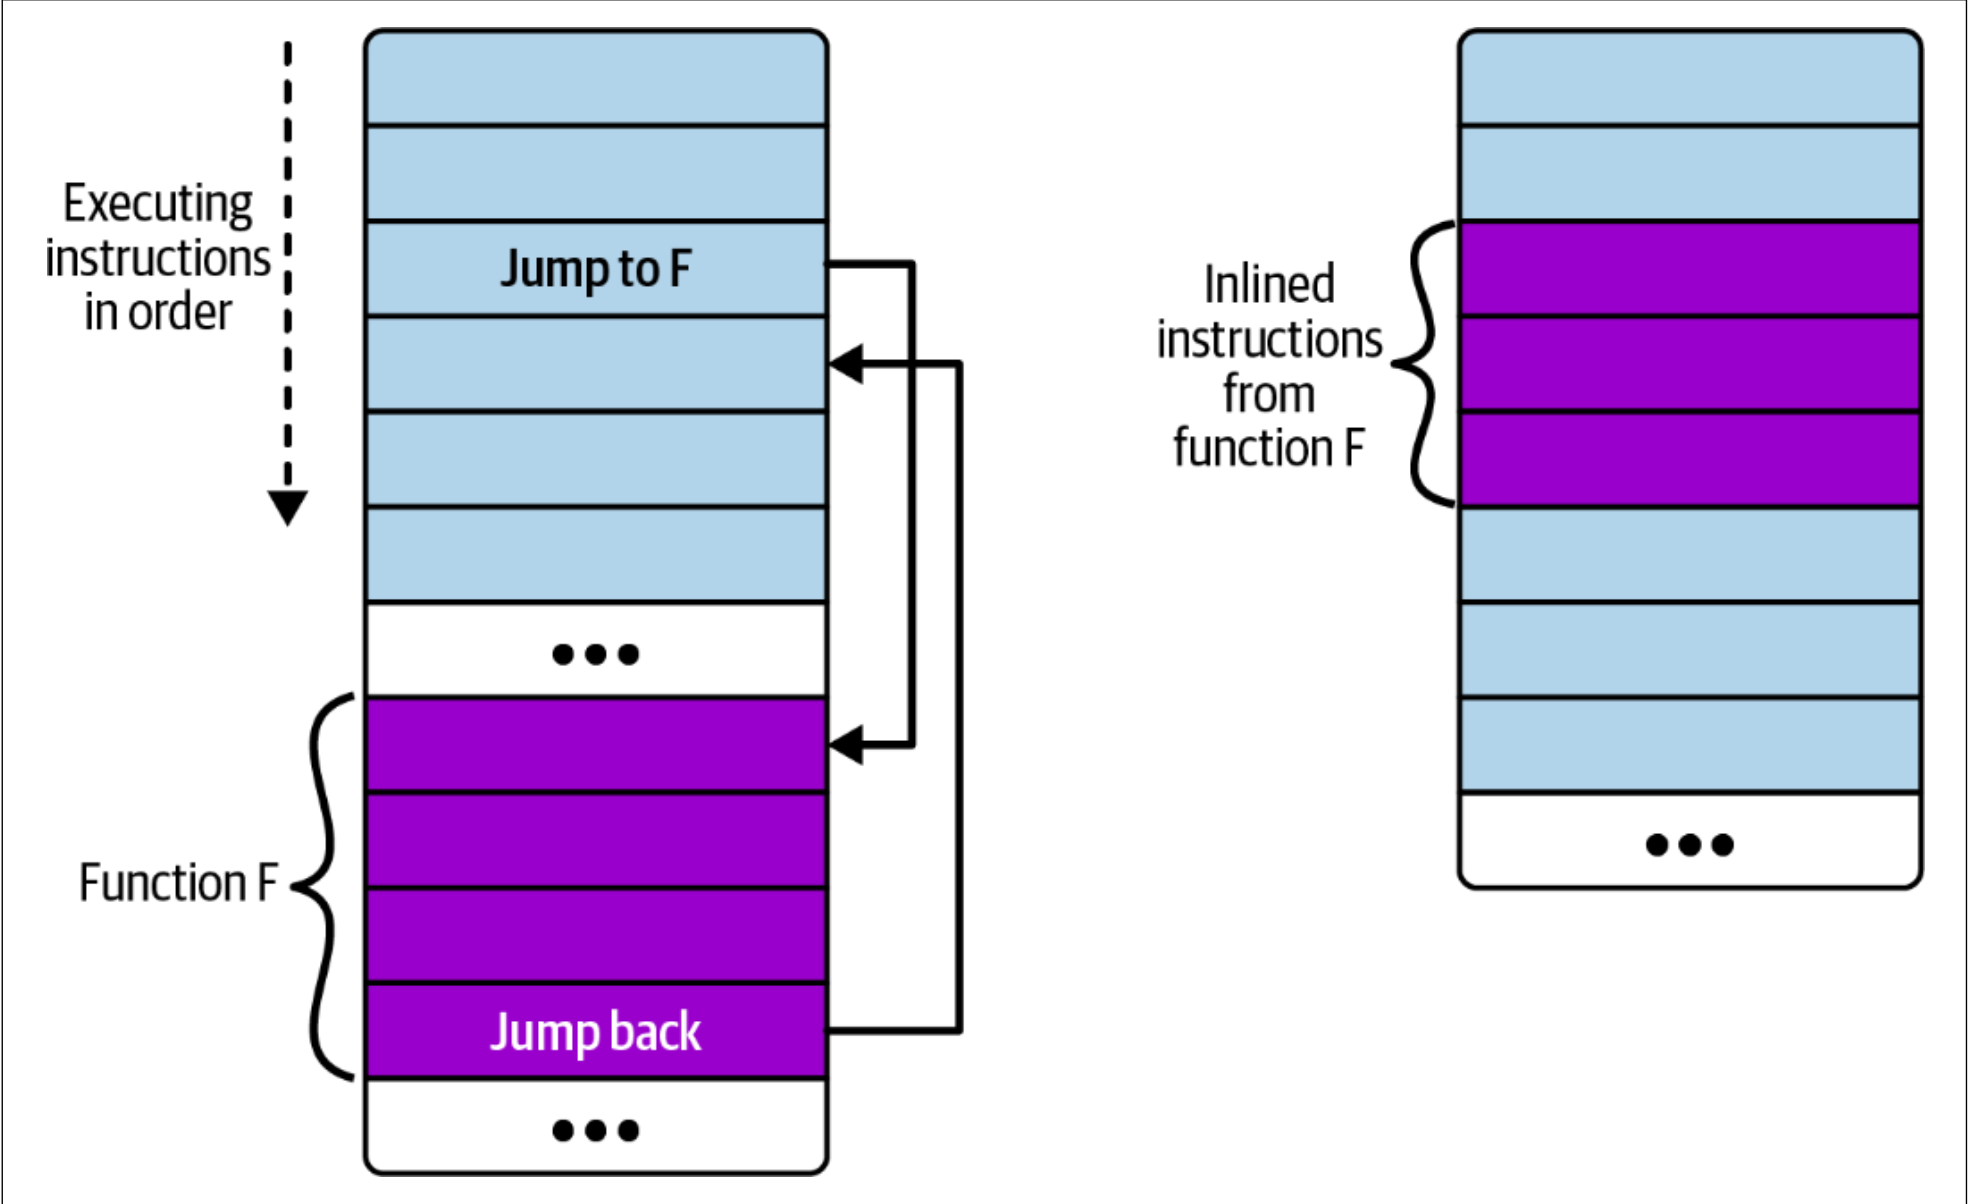 Executing
instructions
in order
Jump to F
•••
Function F
Jump back
•••
Inlined
instructions
from
function F
•••